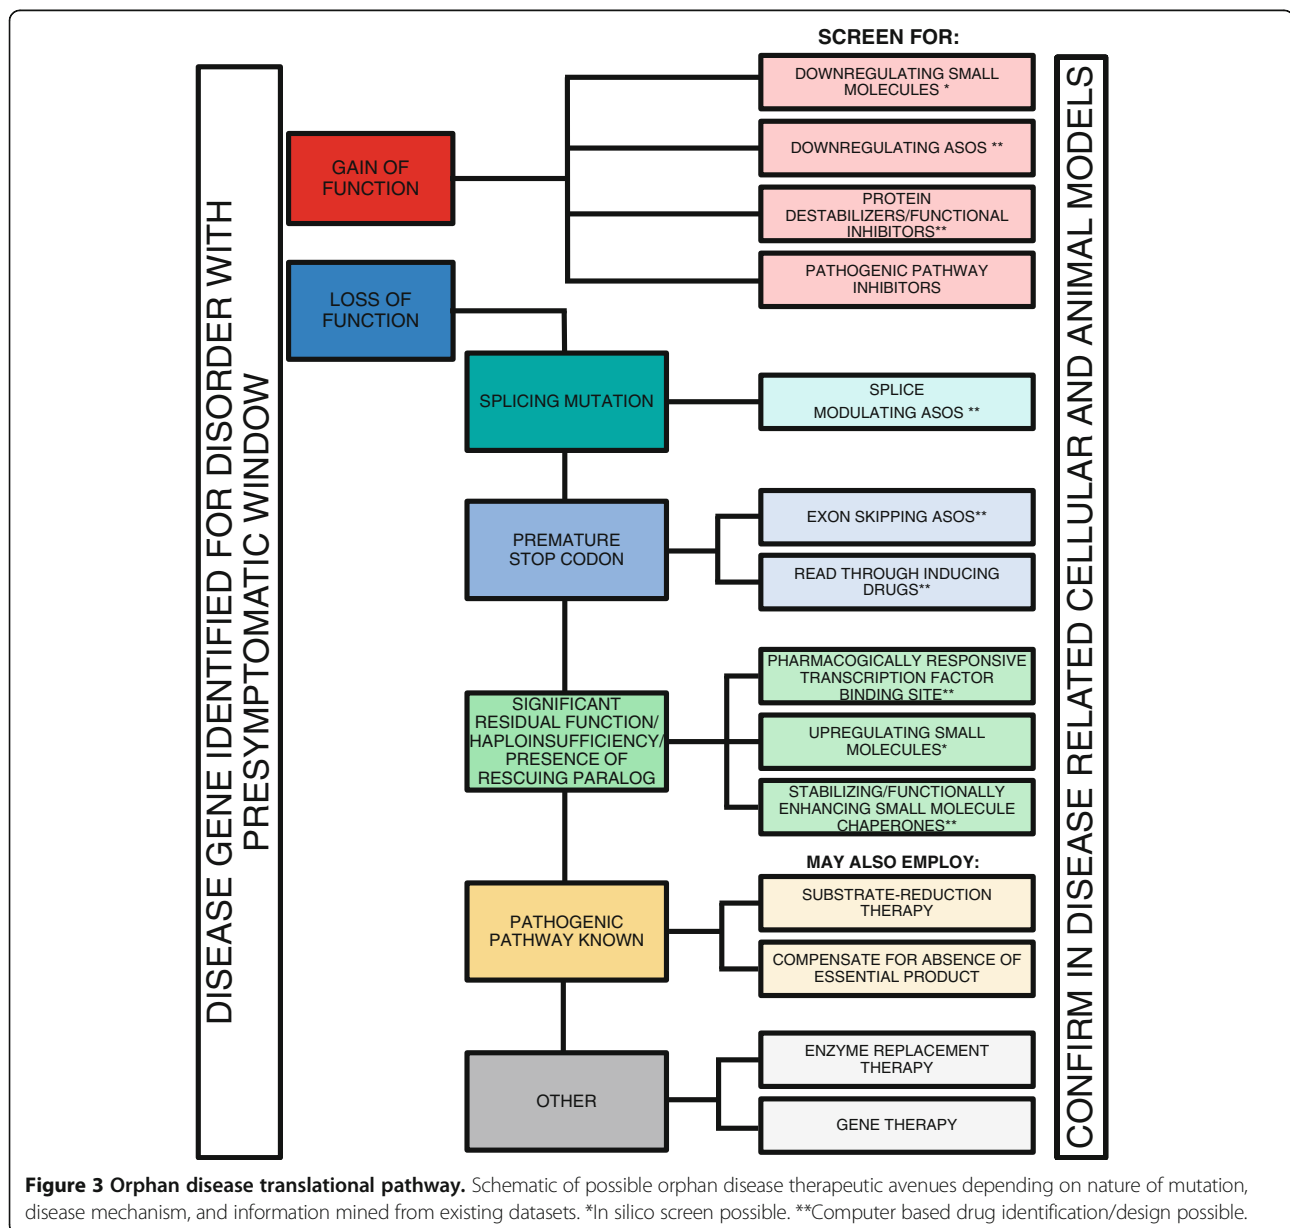 SCREEN FOR:
DISEASE GENE IDENTIFIED FOR DISORDER WITH
PRESYMPTOMATIC WINDOW
GAIN OF
FUNCTION
DOWNREGULATING SMALL
MOLECULES *
DOWNREGULATING ASOS **
PROTEIN
DESTABILIZERS/FUNCTIONAL
INHIBITORS**
PATHOGENIC PATHWAY
INHIBITORS
LOSS OF
FUNCTION
SPLICING MUTATION
SPLICE
MODULATING ASOS **
PREMATURE
STOP CODON
EXON SKIPPING ASOS**
READ THROUGH INDUCING
DRUGS**
SIGNIFICANT
RESIDUAL FUNCTION/
HAPLOINSUFFICIENCY/
PRESENCE OF
RESCUING PARALOG
PHARMACOGICALLY RESPONSIVE
TRANSCRIPTION FACTOR
BINDING SITE**
UPREGULATING SMALL
MOLECULES*
STABILIZING/FUNCTIONALLY
ENHANCING SMALL MOLECULE
CHAPERONES**
MAY ALSO EMPLOY:
PATHOGENIC
PATHWAY KNOWN
SUBSTRATE-REDUCTION
THERAPY
COMPENSATE FOR ABSENCE OF
ESSENTIAL PRODUCT
OTHER
ENZYME REPLACEMENT
THERAPY
GENE THERAPY
CONFIRM IN DISEASE RELATED CELLULAR AND ANIMAL MODELS
Figure 3 Orphan disease translational pathway. Schematic of possible orphan disease therapeutic avenues depending on nature of mutation,
disease mechanism, and information mined from existing datasets. *In silico screen possible. **Computer based drug identification/design possible.